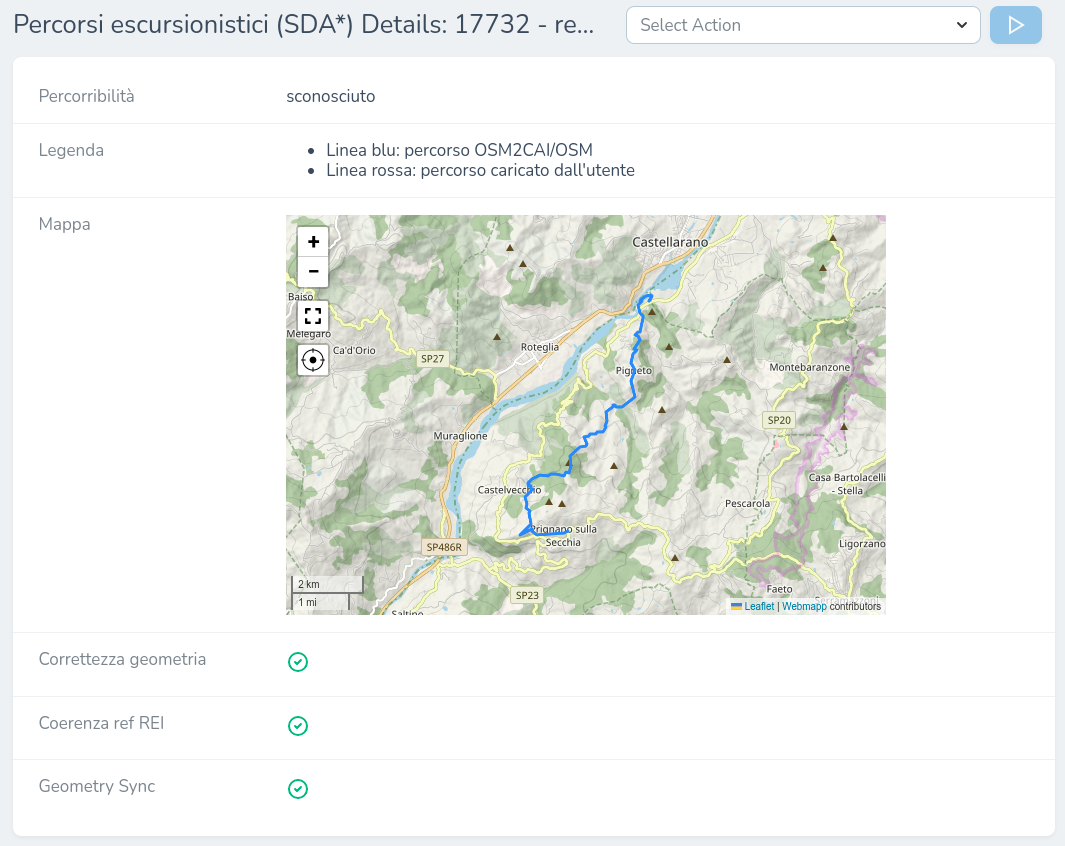 Percorsi escursionistici (SDA*) Details: 17732 - re...
Select Action
Percorribilità
sconosciuto
Legenda
Linea blu: percorso OSM2CAI/OSM
Linea rossa: percorso caricato dall'utente
Mappa
Castellarano
+
−
Baiso
Melegaro
Ca'd'Orio
SP27
Roteglia
Pigneto
Montebaranzone
SP20
Muraglione
Castelvecchio
Casa Bartolacelli
- Stella
Pescarola
Prignano sulla
Secchia
SP486R
Ligorzano
2 km
1 mi
SP23
Faeto
Serramazzoni
Saltino
Leaflet | Webmapp contributors
Correttezza geometria
Coerenza ref REI
Geometry Sync